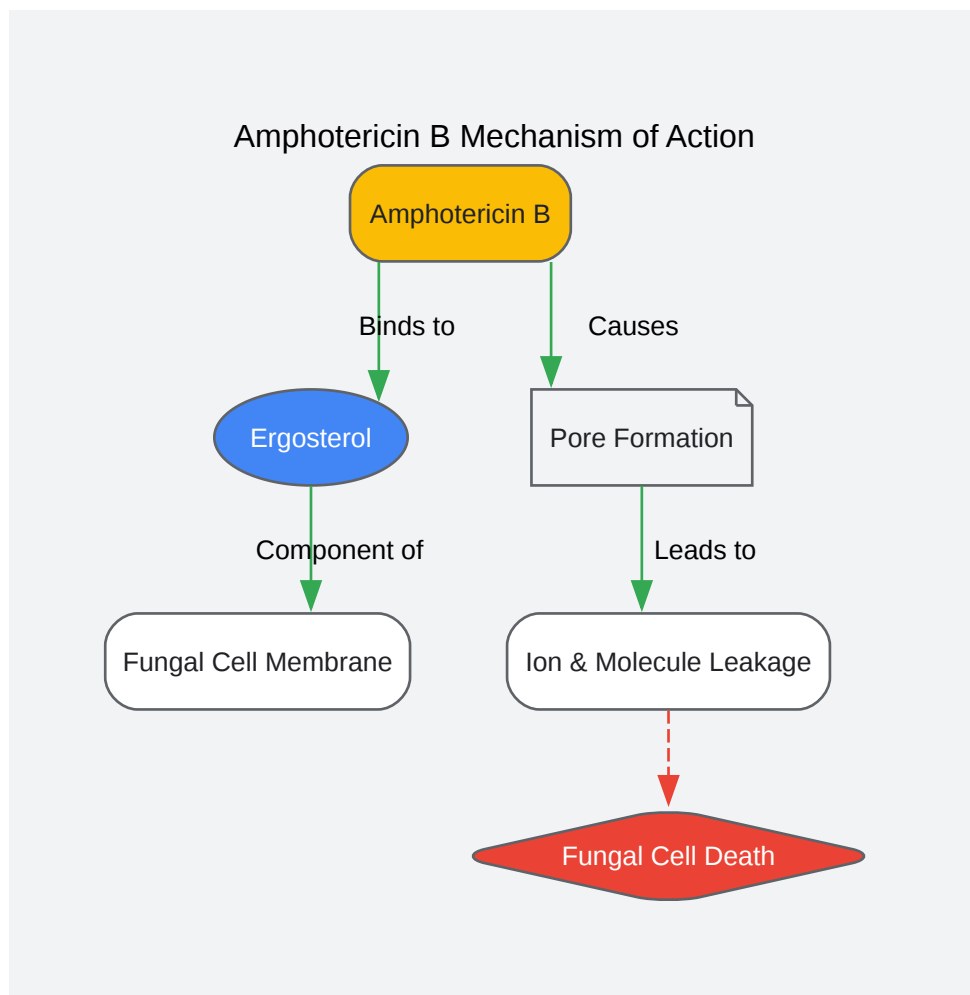 Amphotericin B Mechanism of Action
Amphotericin B
Binds to
Causes
Ergosterol
Pore Formation
Component of
Leads to
Fungal Cell Membrane
Ion & Molecule Leakage
Fungal Cell Death